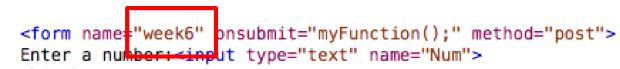 <form name="week6" onsubmit="myFunction();" method="post">
Enter a number:<input type="text" name="Num">